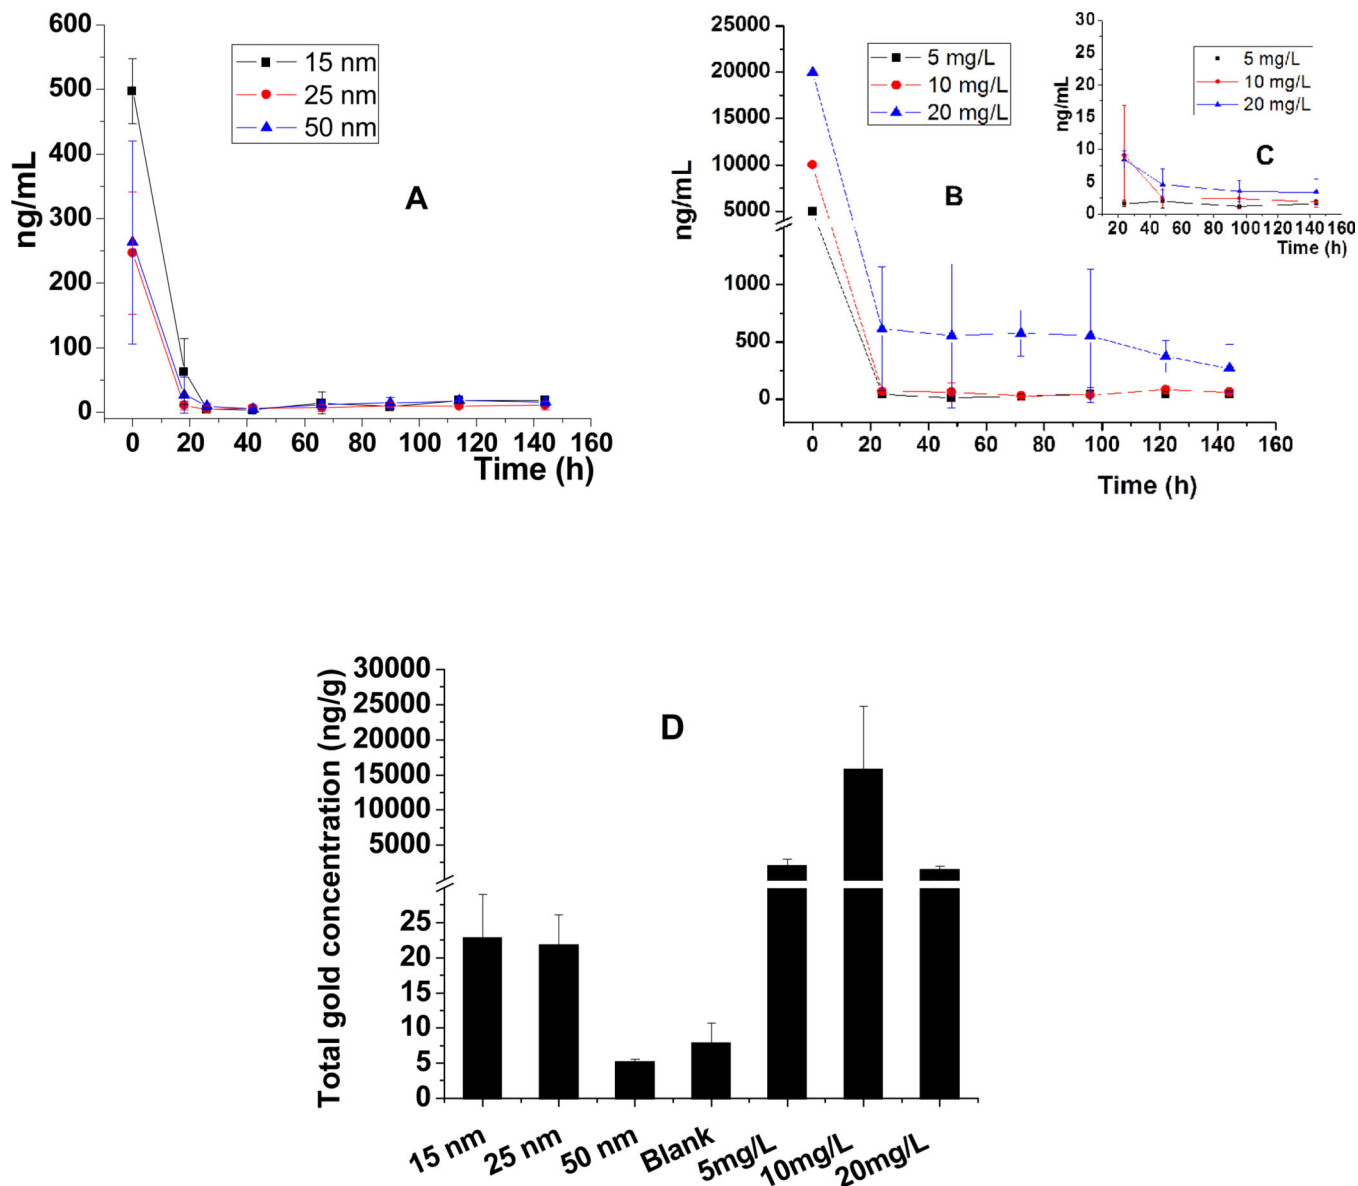 600
500
400
300
200
100
0
ng/mL
15 nm
25 nm
50 nm
A
0 20 40 60 80 100 120 140 160
Time (h)
25000
20000
15000
10000
5000
1000
500
0
ng/mL
5 mg/L
10 mg/L
20 mg/L
B
0 20 40 60 80 100 120 140 160
Time (h)
30
25
20
15
10
5
0
ng/mL
5 mg/L
10 mg/L
20 mg/L
C
20 40 60 80 100 120 140 160
Time (h)
30000
25000
20000
15000
10000
5000
25
20
15
10
5
0
Total gold concentration (ng/g)
D
15 nm
25 nm
50 nm
Blank
5mg/L
10mg/L
20mg/L